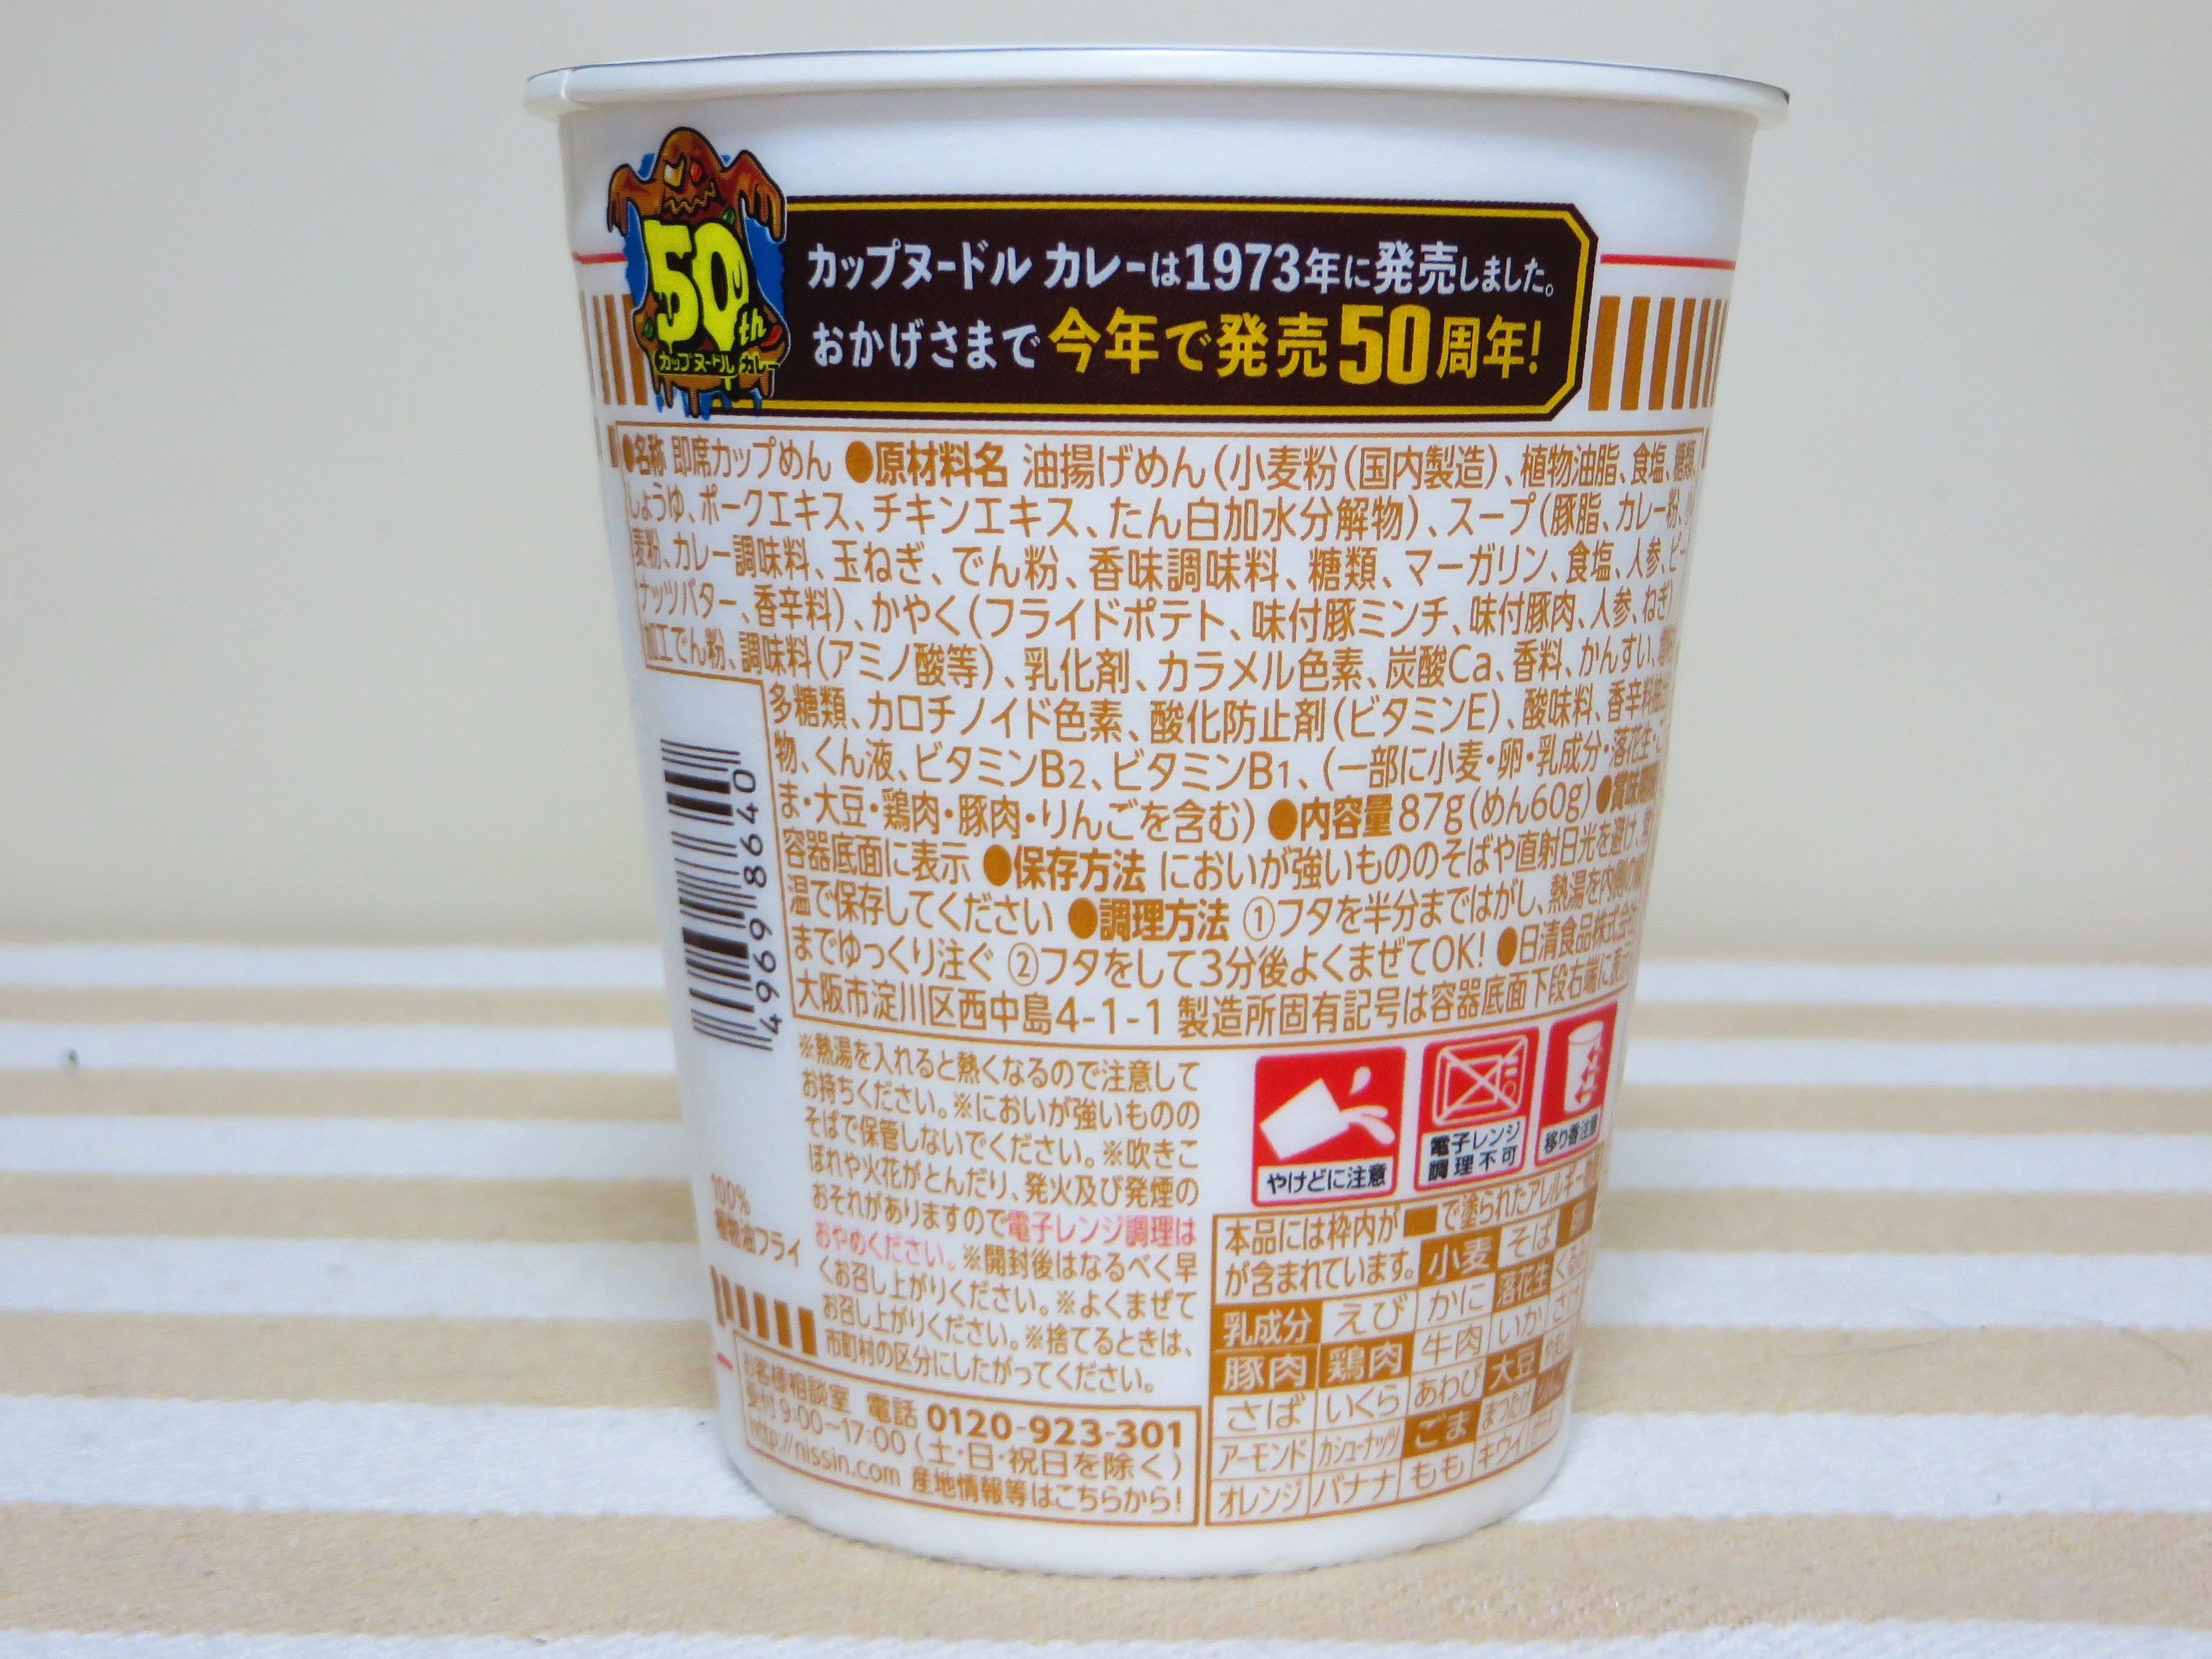 50th
カップヌードル カレー
カップヌードル カレーは1973年に発売しました。
おかげさまで今年で発売50周年!
●名称 即席カップめん ●原材料名 油揚げめん(小麦粉(国内製造)、植物油脂、食塩、糖類、
しょうゆ、ポークエキス、チキンエキス、たん白加水分解物)、スープ(豚脂、カレー粉、小
麦粉、カレー調味料、玉ねぎ、でん粉、香味調味料、糖類、マーガリン、食塩、人参、ピー
ナッツバター、香辛料)、かやく(フライドポテト、味付豚ミンチ、味付豚肉、人参、ねぎ)
加工でん粉、調味料(アミノ酸等)、乳化剤、カラメル色素、炭酸Ca、香料、かんすい、
多糖類、カロチノイド色素、酸化防止剤(ビタミンE)、酸味料、香辛料抽出
物、くん液、ビタミンB2、ビタミンB1、(一部に小麦・卵・乳成分・落花生・ご
ま・大豆・鶏肉・豚肉・りんごを含む) ●内容量 87g(めん60g) ●賞味期限
容器底面に表示 ●保存方法 においが強いもののそばや直射日光を避け、常
温で保存してください ●調理方法 ①フタを半分まではがし、熱湯を内側の線
までゆっくり注ぐ ②フタをして3分後よくまぜてOK! ●日清食品株式会社
大阪市淀川区西中島4-1-1 製造所固有記号は容器底面下段右端に表示
4969 8640
※熱湯を入れると熱くなるので注意して
お持ちください。※においが強いものの
そばで保管しないでください。※吹きこ
ぼれや火花がとんだり、発火及び発煙の
おそれがありますので電子レンジ調理は
おやめください。※開封後はなるべく早
くお召し上がりください。※よくまぜて
お召し上がりください。※捨てるときは、
市町村の区分にしたがってください。
100%
植物油フライ
やけどに注意
電子レンジ
調理不可
移り香注意
お客様相談室 電話 0120-923-301
受付9:00~17:00(土・日・祝日を除く)
http://nissin.com 産地情報等はこちらから!
本品には枠内が■で塗られたアレルギー
が含まれています。 小麦 そば 卵
乳成分 えび かに 落花生 くるみ
豚肉 鶏肉 牛肉 いか さけ
さば いくら あわび 大豆
アーモンド カシューナッツ ごま まつたけ りんご
オレンジ バナナ もも キウイ